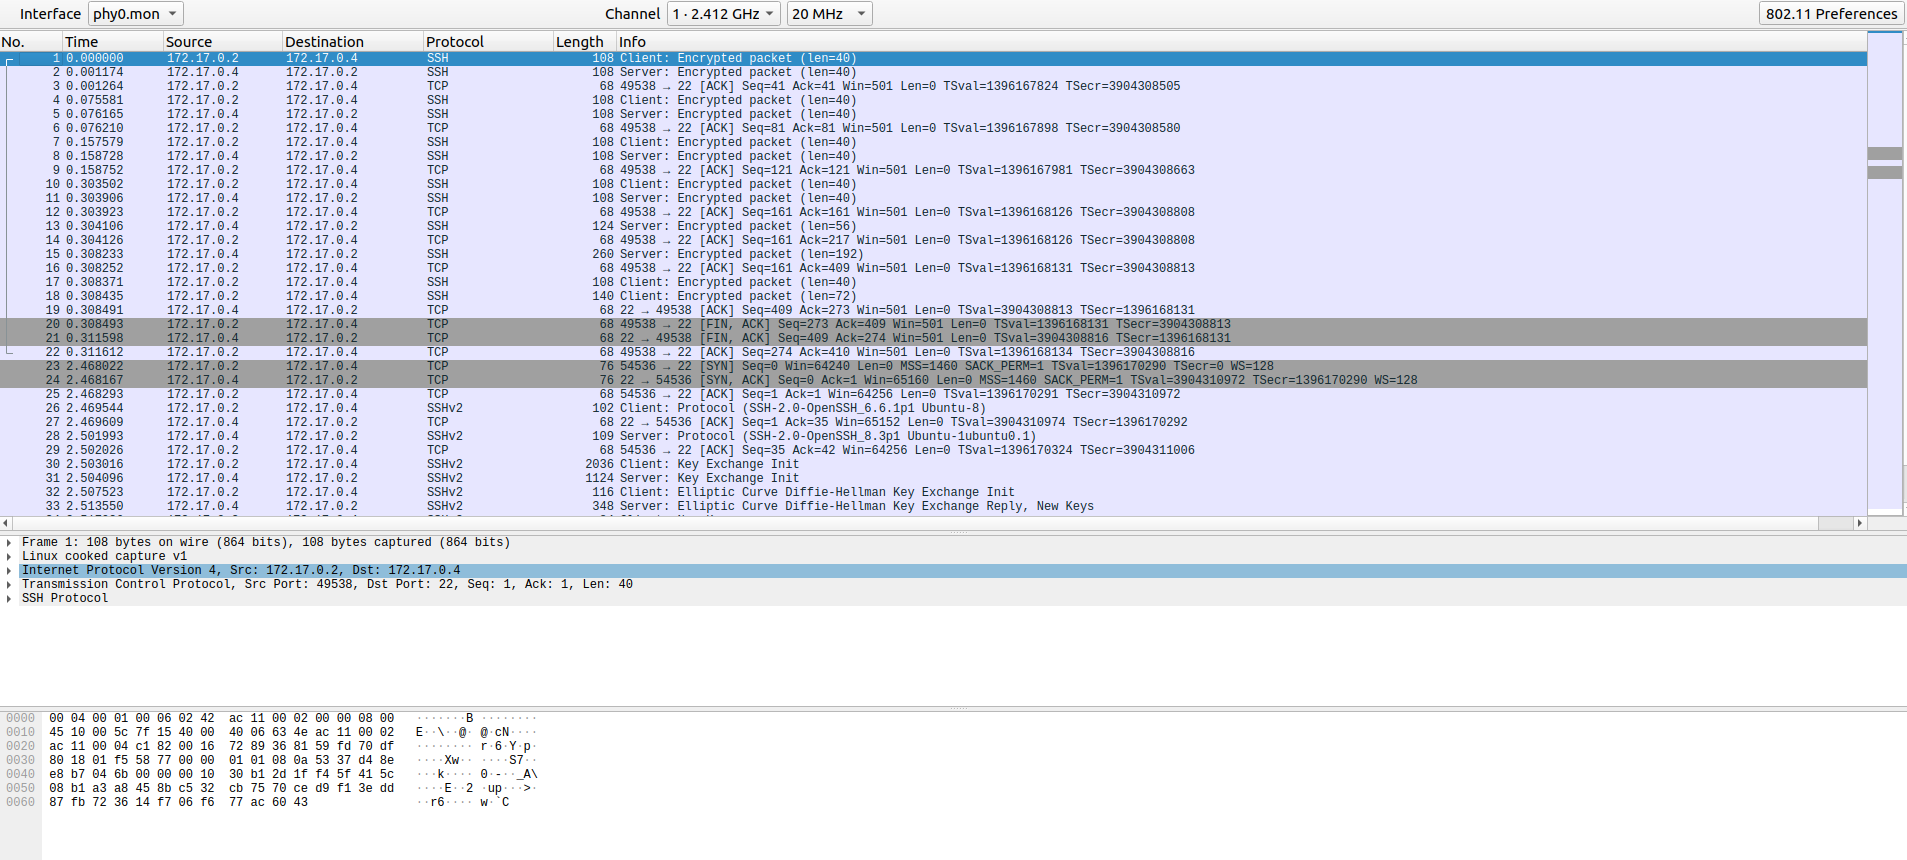 Interface phy0.mon Channel 1 · 2.412 GHz 20 MHz 802.11 Preferences
No. Time Source Destination Protocol Length Info
1 0.000000 172.17.0.2 172.17.0.4 SSH 108 Client: Encrypted packet (len=40)
2 0.001174 172.17.0.4 172.17.0.2 SSH 108 Server: Encrypted packet (len=40)
3 0.001264 172.17.0.2 172.17.0.4 TCP 68 49538 → 22 [ACK] Seq=41 Ack=41 Win=501 Len=0 TSval=1396167824 TSecr=3904308505
4 0.075581 172.17.0.2 172.17.0.4 SSH 108 Client: Encrypted packet (len=40)
5 0.076165 172.17.0.4 172.17.0.2 SSH 108 Server: Encrypted packet (len=40)
6 0.076210 172.17.0.2 172.17.0.4 TCP 68 49538 → 22 [ACK] Seq=81 Ack=81 Win=501 Len=0 TSval=1396167898 TSecr=3904308580
7 0.157579 172.17.0.2 172.17.0.4 SSH 108 Client: Encrypted packet (len=40)
8 0.158728 172.17.0.4 172.17.0.2 SSH 108 Server: Encrypted packet (len=40)
9 0.158752 172.17.0.2 172.17.0.4 TCP 68 49538 → 22 [ACK] Seq=121 Ack=121 Win=501 Len=0 TSval=1396167981 TSecr=3904308663
10 0.303502 172.17.0.2 172.17.0.4 SSH 108 Client: Encrypted packet (len=40)
11 0.303906 172.17.0.4 172.17.0.2 SSH 108 Server: Encrypted packet (len=40)
12 0.303923 172.17.0.2 172.17.0.4 TCP 68 49538 → 22 [ACK] Seq=161 Ack=161 Win=501 Len=0 TSval=1396168126 TSecr=3904308808
13 0.304106 172.17.0.4 172.17.0.2 SSH 124 Server: Encrypted packet (len=56)
14 0.304126 172.17.0.2 172.17.0.4 TCP 68 49538 → 22 [ACK] Seq=161 Ack=217 Win=501 Len=0 TSval=1396168126 TSecr=3904308808
15 0.308233 172.17.0.4 172.17.0.2 SSH 260 Server: Encrypted packet (len=192)
16 0.308252 172.17.0.2 172.17.0.4 TCP 68 49538 → 22 [ACK] Seq=161 Ack=409 Win=501 Len=0 TSval=1396168131 TSecr=3904308813
17 0.308371 172.17.0.2 172.17.0.4 SSH 108 Client: Encrypted packet (len=40)
18 0.308435 172.17.0.2 172.17.0.4 SSH 140 Client: Encrypted packet (len=72)
19 0.308491 172.17.0.4 172.17.0.2 TCP 68 22 → 49538 [ACK] Seq=409 Ack=273 Win=501 Len=0 TSval=3904308813 TSecr=1396168131
20 0.308493 172.17.0.2 172.17.0.4 TCP 68 49538 → 22 [FIN, ACK] Seq=273 Ack=409 Win=501 Len=0 TSval=1396168131 TSecr=3904308813
21 0.311598 172.17.0.4 172.17.0.2 TCP 68 22 → 49538 [FIN, ACK] Seq=409 Ack=274 Win=501 Len=0 TSval=3904308816 TSecr=1396168131
22 0.311612 172.17.0.2 172.17.0.4 TCP 68 49538 → 22 [ACK] Seq=274 Ack=410 Win=501 Len=0 TSval=1396168134 TSecr=3904308816
23 2.468022 172.17.0.2 172.17.0.4 TCP 76 54536 → 22 [SYN] Seq=0 Win=64240 Len=0 MSS=1460 SACK_PERM=1 TSval=1396170290 TSecr=0 WS=128
24 2.468167 172.17.0.4 172.17.0.2 TCP 76 22 → 54536 [SYN, ACK] Seq=0 Ack=1 Win=65160 Len=0 MSS=1460 SACK_PERM=1 TSval=3904310972 TSecr=1396170290 WS=128
25 2.468293 172.17.0.2 172.17.0.4 TCP 68 54536 → 22 [ACK] Seq=1 Ack=1 Win=64256 Len=0 TSval=1396170291 TSecr=3904310972
26 2.469544 172.17.0.2 172.17.0.4 SSHv2 102 Client: Protocol (SSH-2.0-OpenSSH_6.6.1p1 Ubuntu-8)
27 2.469609 172.17.0.4 172.17.0.2 TCP 68 22 → 54536 [ACK] Seq=1 Ack=35 Win=65152 Len=0 TSval=3904310974 TSecr=1396170292
28 2.501993 172.17.0.4 172.17.0.2 SSHv2 109 Server: Protocol (SSH-2.0-OpenSSH_8.3p1 Ubuntu-1ubuntu0.1)
29 2.502026 172.17.0.2 172.17.0.4 TCP 68 54536 → 22 [ACK] Seq=35 Ack=42 Win=64256 Len=0 TSval=1396170324 TSecr=3904311006
30 2.503016 172.17.0.2 172.17.0.4 SSHv2 2036 Client: Key Exchange Init
31 2.504096 172.17.0.4 172.17.0.2 SSHv2 1124 Server: Key Exchange Init
32 2.507523 172.17.0.2 172.17.0.4 SSHv2 116 Client: Elliptic Curve Diffie-Hellman Key Exchange Init
33 2.513550 172.17.0.4 172.17.0.2 SSHv2 348 Server: Elliptic Curve Diffie-Hellman Key Exchange Reply, New Keys
Frame 1: 108 bytes on wire (864 bits), 108 bytes captured (864 bits)
Linux cooked capture v1
Internet Protocol Version 4, Src: 172.17.0.2, Dst: 172.17.0.4
Transmission Control Protocol, Src Port: 49538, Dst Port: 22, Seq: 1, Ack: 1, Len: 40
SSH Protocol
0000 00 04 00 01 00 06 02 42 ac 11 00 02 00 00 08 00 ·······B ········
0010 45 10 00 5c 7f 15 40 00 40 06 63 4e ac 11 00 02 E··\··@· @·cN····
0020 ac 11 00 04 c1 82 00 16 72 89 36 81 59 fd 70 df ········ r·6·Y·p·
0030 80 18 01 f5 58 77 00 00 01 01 08 0a 53 37 d4 8e ····Xw·· ····S7··
0040 e8 b7 04 6b 00 00 00 10 30 b1 2d 1f f4 5f 41 5c ···k···· 0·-··_A\
0050 08 b1 a3 a8 45 8b c5 32 cb 75 70 ce d9 f1 3e dd ····E··2 ·up···>·
0060 87 fb 72 36 14 f7 06 f6 77 ac 60 43 ··r6···· w·`C